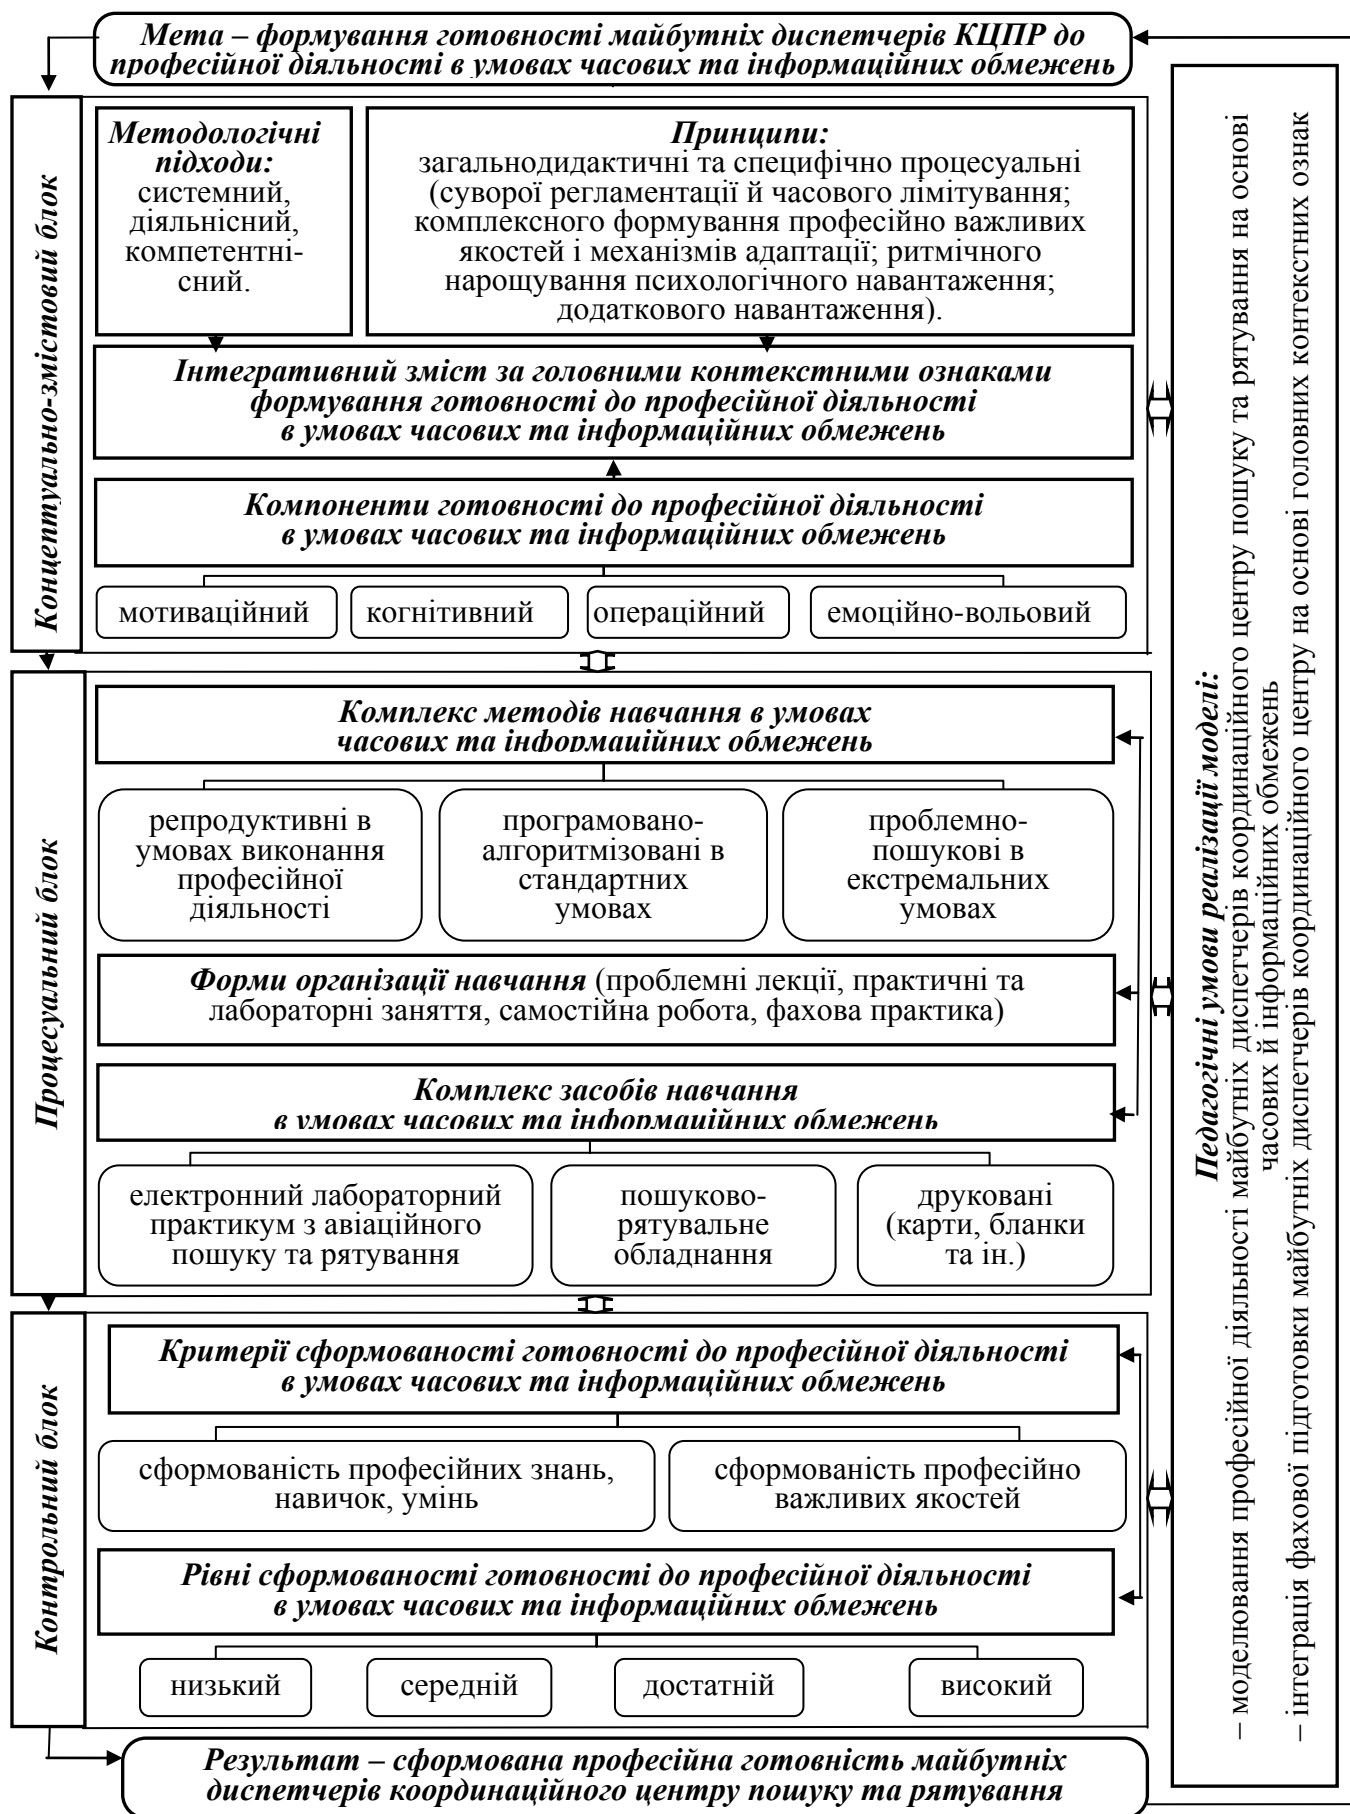 Мета – формування готовності майбутніх диспетчерів КЦПР до
професійної діяльності в умовах часових та інформаційних обмежень
Концептуально-змістовий блок
Методологічні
підходи:
системний,
діяльнісний,
компетентні-
сний.
Принципи:
загальнодидактичні та специфічно процесуальні
(суворої регламентації й часового лімітування;
комплексного формування професійно важливих
якостей і механізмів адаптації; ритмічного
нарощування психологічного навантаження;
додаткового навантаження).
Інтегративний зміст за головними контекстними ознаками
формування готовності до професійної діяльності
в умовах часових та інформаційних обмежень
Компоненти готовності до професійної діяльності
в умовах часових та інформаційних обмежень
мотиваційний
когнітивний
операційний
емоційно-вольовий
Процесуальний блок
Комплекс методів навчання в умовах
часових та інформаційних обмежень
репродуктивні в
умовах виконання
професійної
діяльності
програмовано-
алгоритмізовані в
стандартних
умовах
проблемно-
пошукові в
екстремальних
умовах
Форми організації навчання (проблемні лекції, практичні та
лабораторні заняття, самостійна робота, фахова практика)
Комплекс засобів навчання
в умовах часових та інформаційних обмежень
електронний лабораторний
практикум з авіаційного
пошуку та рятування
пошуково-
рятувальне
обладнання
друковані
(карти, бланки
та ін.)
Контрольний блок
Критерії сформованості готовності до професійної діяльності
в умовах часових та інформаційних обмежень
сформованість професійних знань,
навичок, умінь
сформованість професійно
важливих якостей
Рівні сформованості готовності до професійної діяльності
в умовах часових та інформаційних обмежень
низький
середній
достатній
високий
Результат – сформована професійна готовність майбутніх
диспетчерів координаційного центру пошуку та рятування
Педагогічні умови реалізації моделі:
– моделювання професійної діяльності майбутніх диспетчерів координаційного центру пошуку та рятування на основі
часових й інформаційних обмежень
– інтеграція фахової підготовки майбутніх диспетчерів координаційного центру на основі головних контекстних ознак